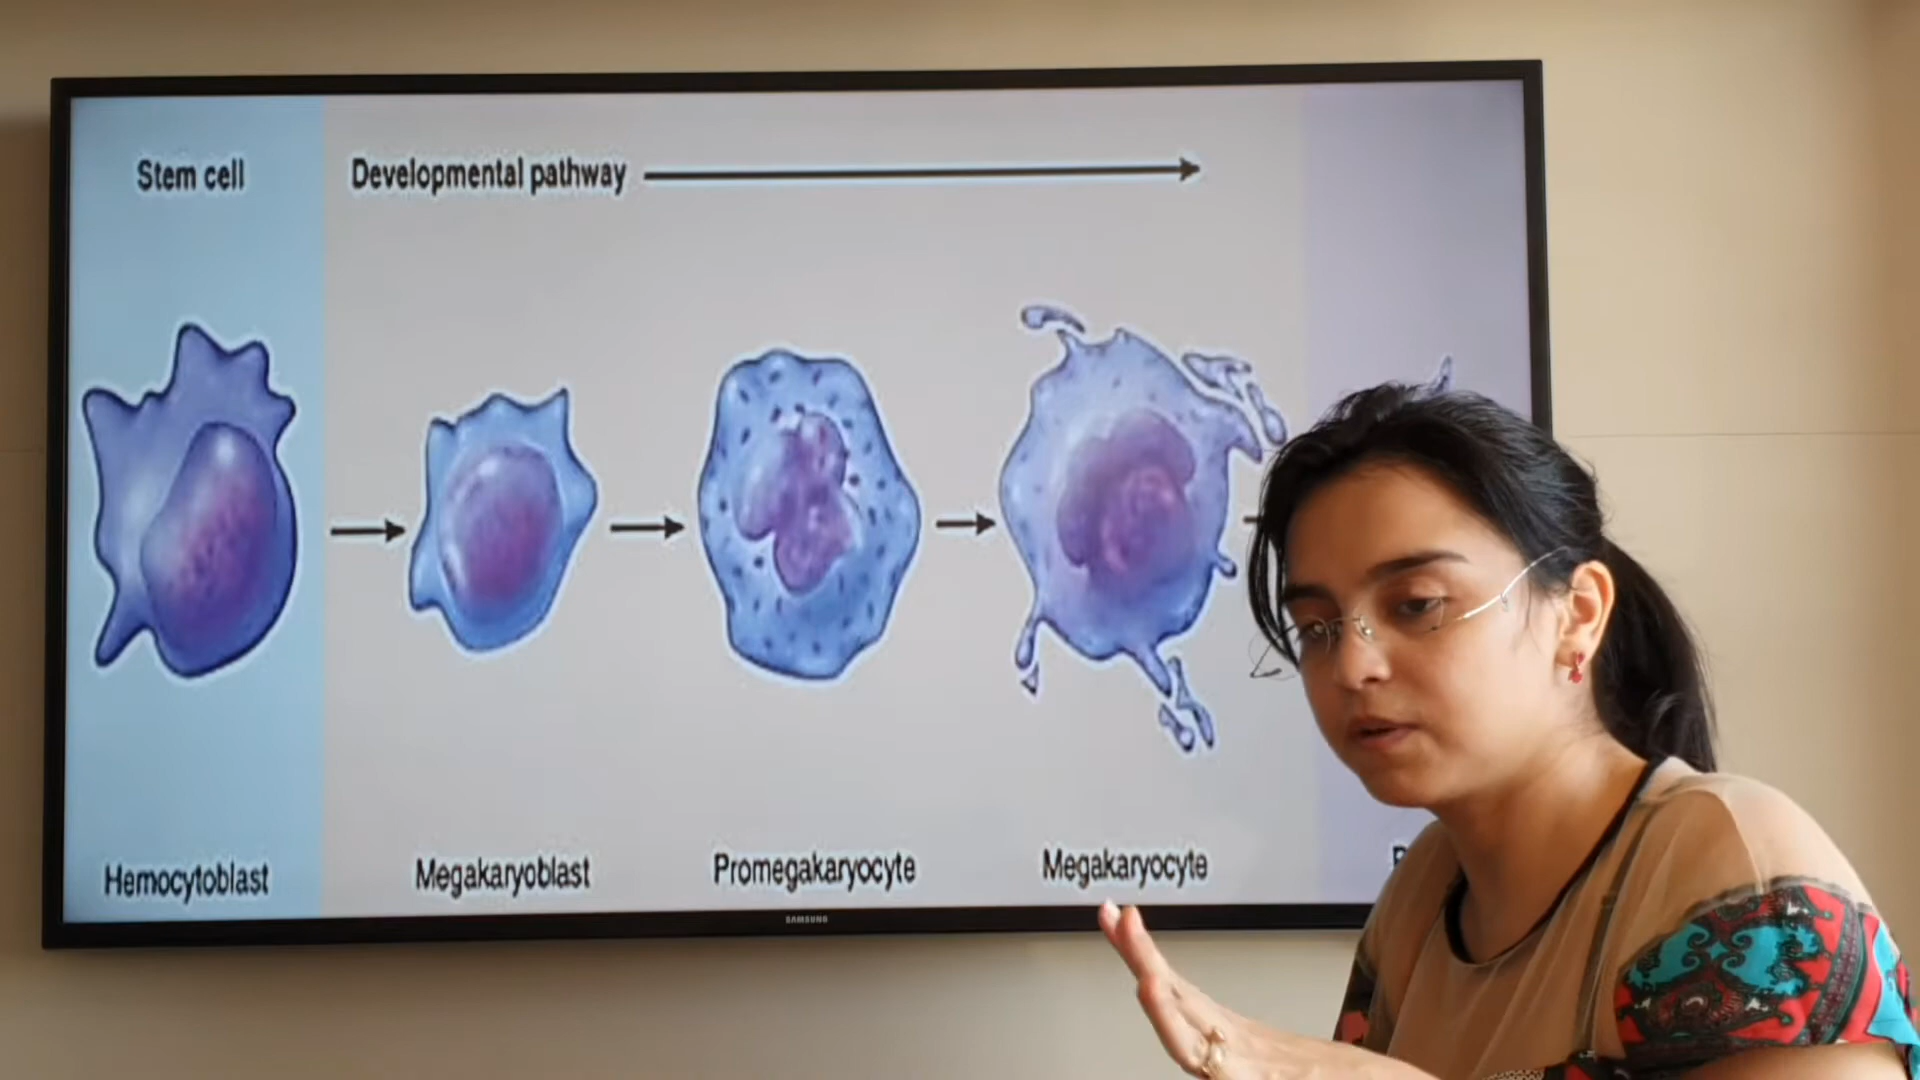 Stem cell
Developmental pathway
Hemocytoblast
Megakaryoblast
Promegakaryocyte
Megakaryocyte
SAMSUNG